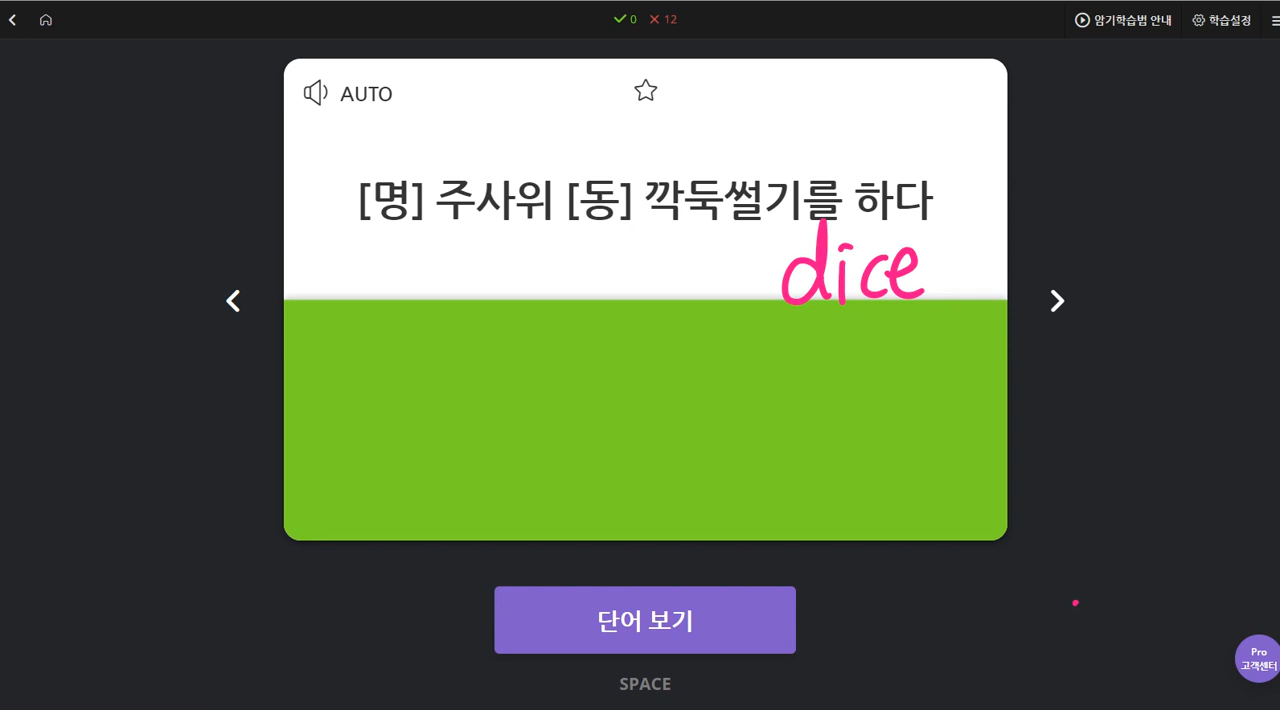 0 12 암기학습법 안내 학습설정
AUTO
[명] 주사위 [동] 깍둑썰기를 하다
dice
단어 보기
SPACE
Pro
고객센터